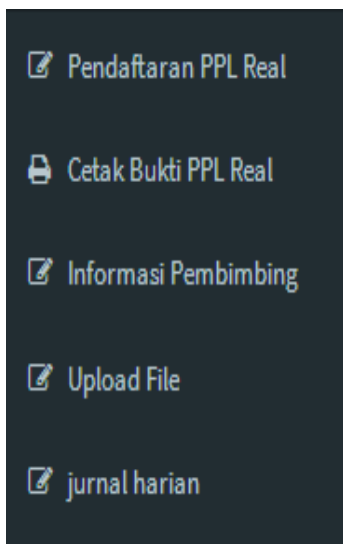 Pendaftaran PPL Real
Cetak Bukti PPL Real
Informasi Pembimbing
Upload File
jurnal harian